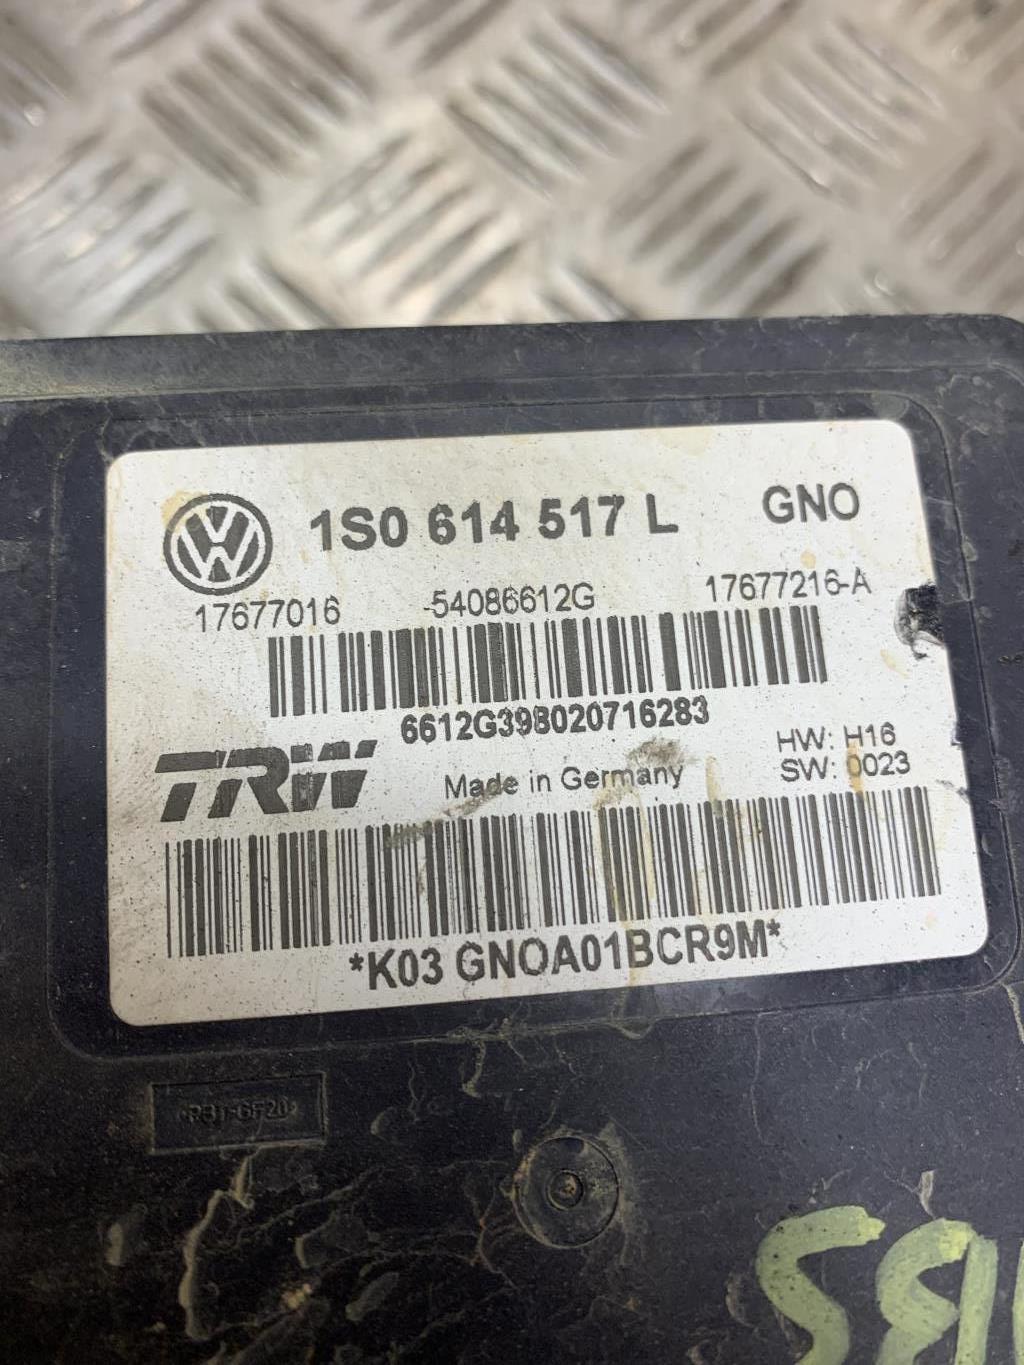 1S0 614 517 L GNO
17677016 -54086612G 17677216-A
6612G398020716283
TRW Made in Germany HW: H16
SW: 0023
*K03 GNOA01BCR9M*